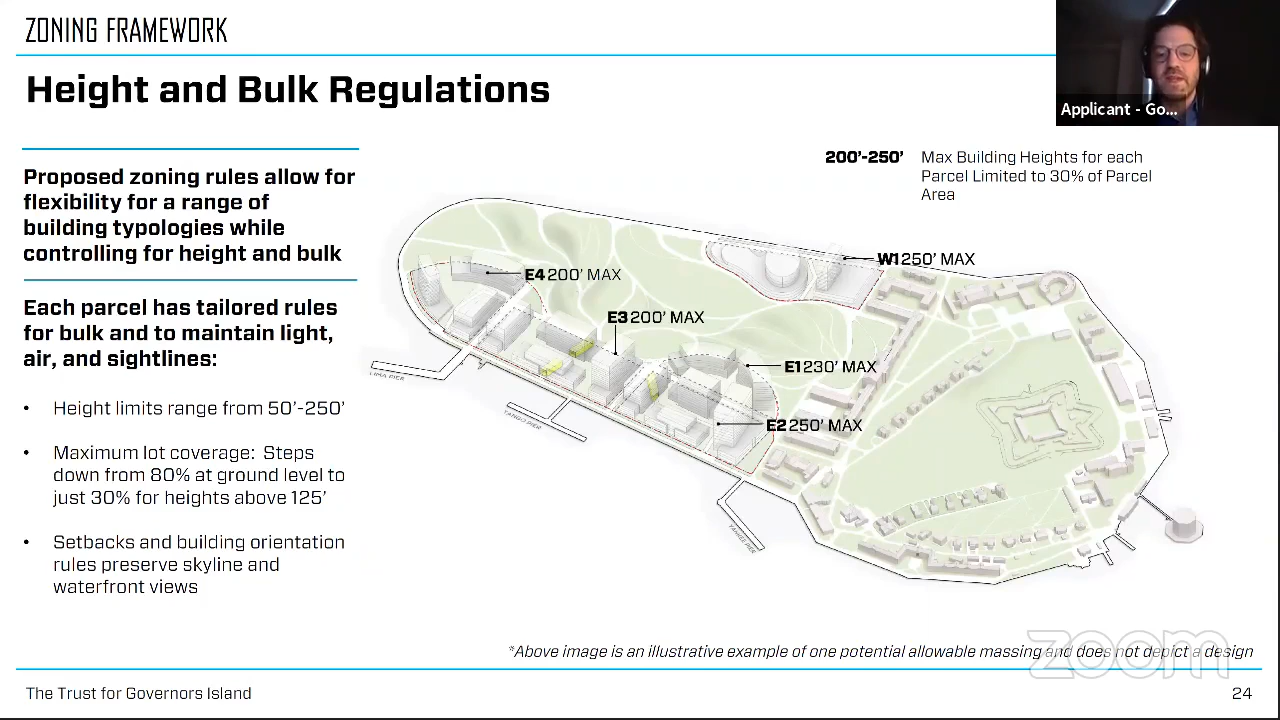 ZONING FRAMEWORK
Height and Bulk Regulations
Applicant - Go...
Proposed zoning rules allow for
flexibility for a range of
building typologies while
controlling for height and bulk
Each parcel has tailored rules
for bulk and to maintain light,
air, and sightlines:
• Height limits range from 50'-250'
• Maximum lot coverage: Steps
down from 80% at ground level to
just 30% for heights above 125'
• Setbacks and building orientation
rules preserve skyline and
waterfront views
200'-250' Max Building Heights for each
Parcel Limited to 30% of Parcel
Area
W1 250' MAX
E4 200' MAX
E3 200' MAX
E1 230' MAX
E2 250' MAX
LIMA PIER
TANGO PIER
YANKEE PIER
*Above image is an illustrative example of one potential allowable massing and does not depict a design
zoom
The Trust for Governors Island
24